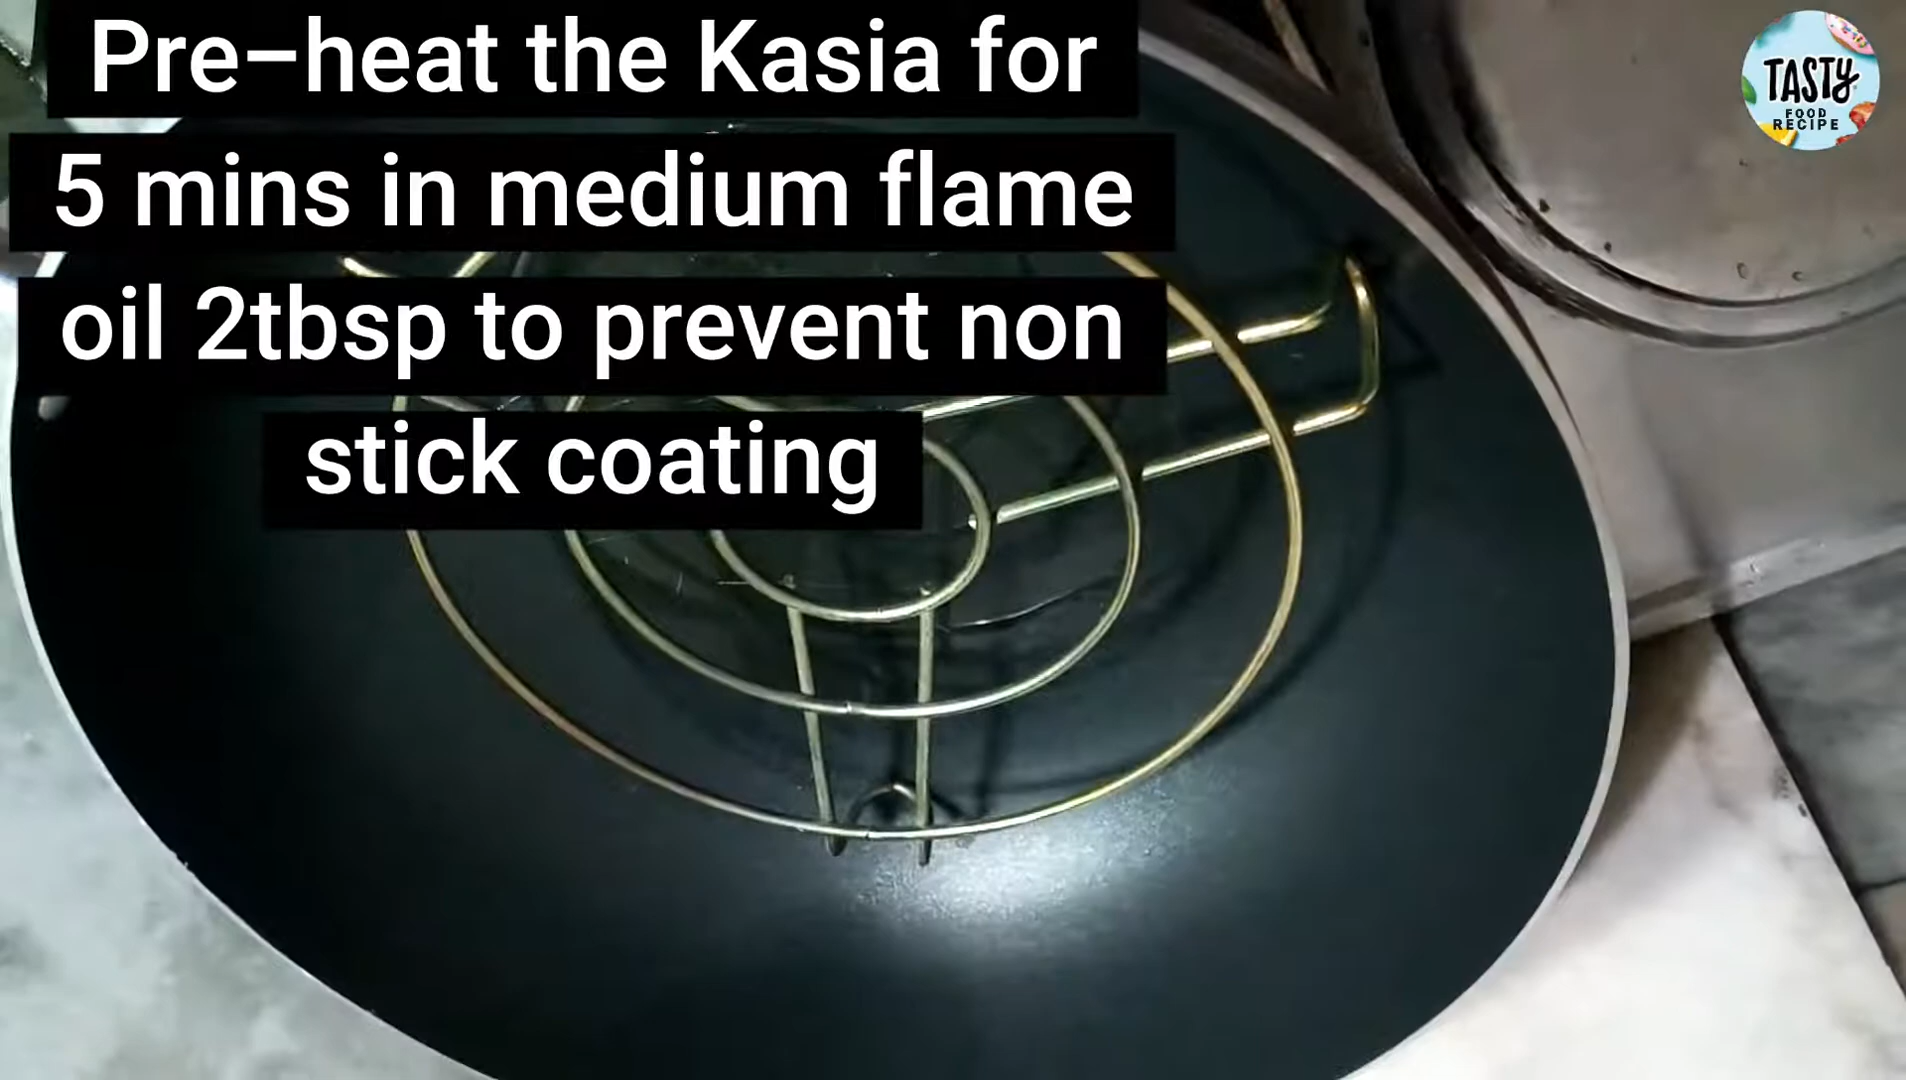 Pre-heat the Kasia for
5 mins in medium flame
oil 2tbsp to prevent non
stick coating
TASTY
FOOD
RECIPE